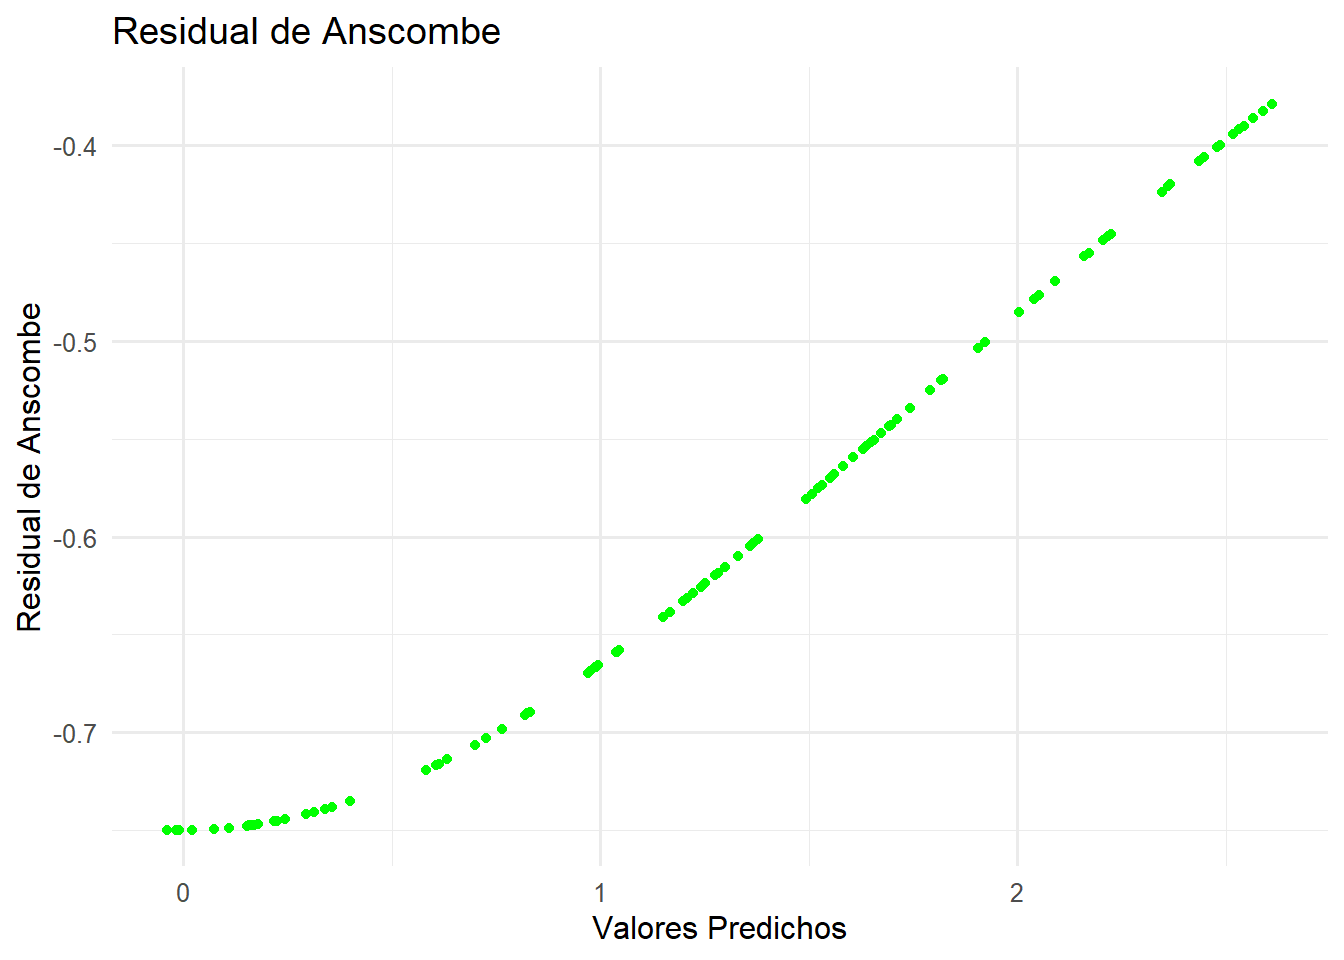 Residual de Anscombe
Residual de Anscombe
-0.4
-0.5
-0.6
-0.7
0
1
2
Valores Predichos